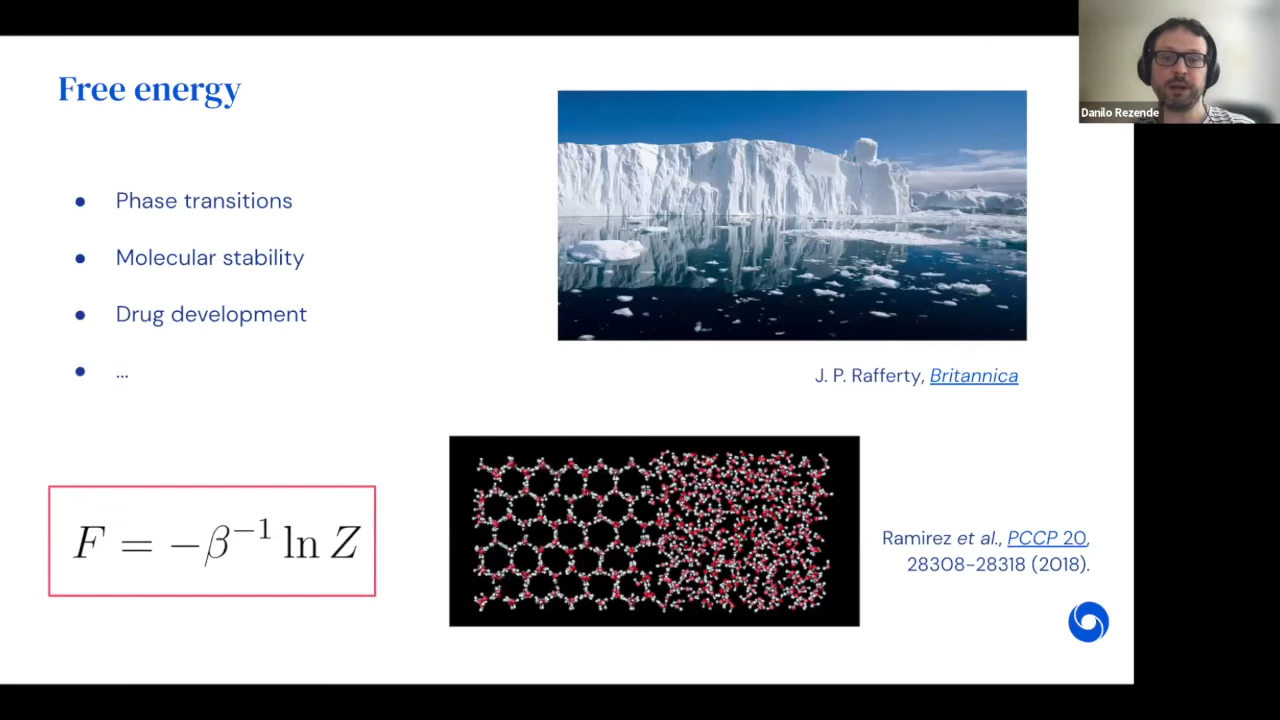 Free energy
Danilo Rezende
● Phase transitions
● Molecular stability
● Drug development
● ...
J. P. Rafferty, Britannica
F = −β⁻¹ ln Z
Ramirez et al., PCCP 20,
28308–28318 (2018).